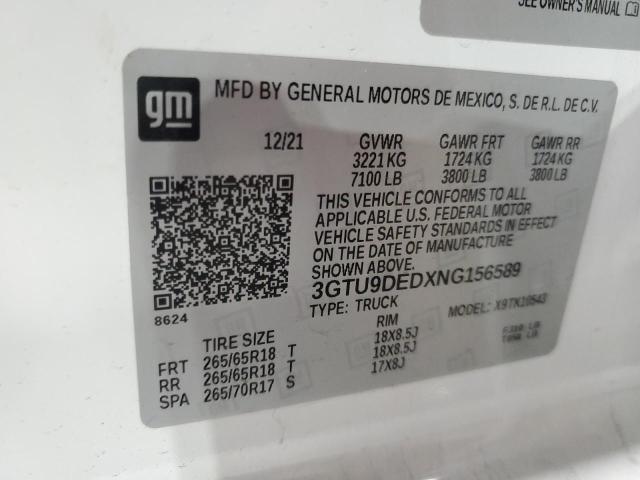 SEE OWNER'S MANUAL
gm
MFD BY GENERAL MOTORS DE MEXICO, S. DE R.L. DE C.V.
12/21 GVWR GAWR FRT GAWR RR
3221 KG 1724 KG 1724 KG
7100 LB 3800 LB 3800 LB
THIS VEHICLE CONFORMS TO ALL
APPLICABLE U.S. FEDERAL MOTOR
VEHICLE SAFETY STANDARDS IN EFFECT
ON THE DATE OF MANUFACTURE
SHOWN ABOVE.
3GTU9DEDXNG156589
8624
TYPE: TRUCK MODEL: X9TK10543
TIRE SIZE RIM
FRT 265/65R18 T 18X8.5J
RR 265/65R18 T 18X8.5J
SPA 265/70R17 S 17X8J